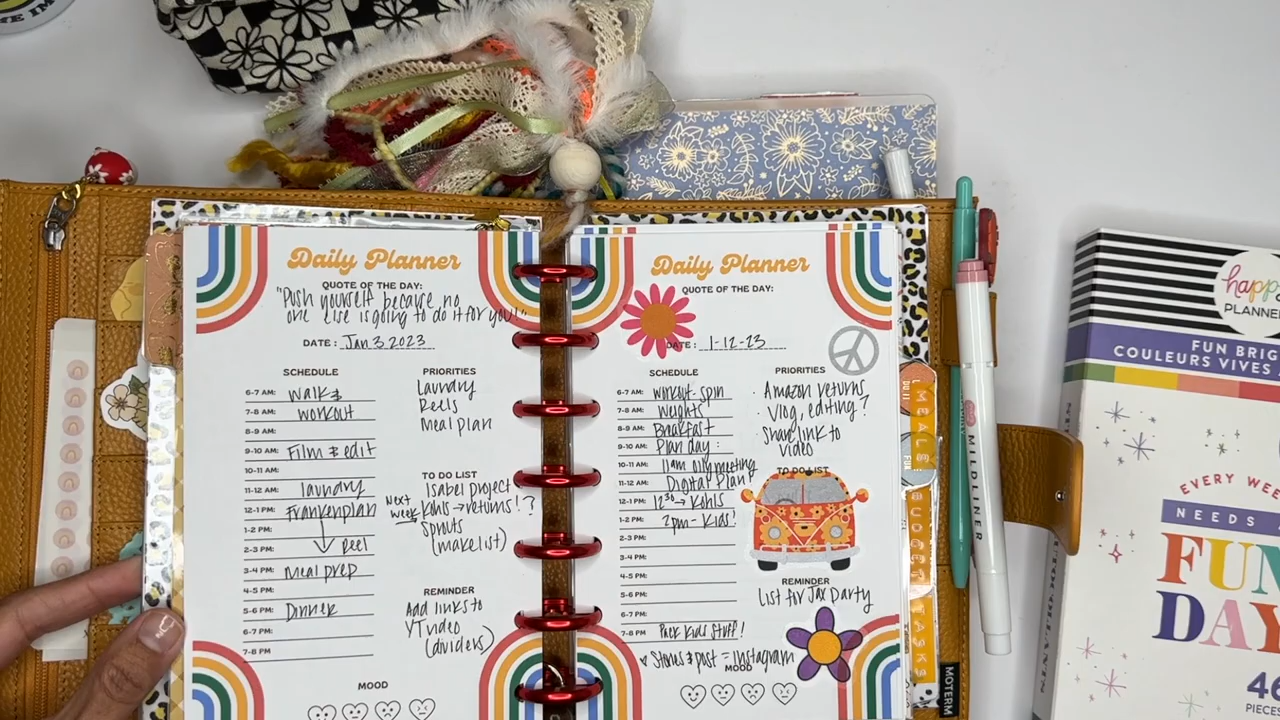 Daily Planner
QUOTE OF THE DAY:
"Push yourself because no
one else is going to do it for you!"
DATE: Jan 3 2023
SCHEDULE
6-7 AM: Walk &
7-8 AM: workout
8-9 AM:
9-10 AM: Film & edit
10-11 AM:
11-12 AM: laundry
12-1 PM: Frankenplan
1-2 PM:
2-3 PM: Reel
3-4 PM: Meal prep
4-5 PM:
5-6 PM: Dinner
6-7 PM:
7-8 PM:
PRIORITIES
Laundry
Reels
Meal plan
TO DO LIST
Isabel project
Next week Kohls → returns!?
Sprouts
(make list)
REMINDER
Add links to
YT video
(dividers)
MOOD
Daily Planner
QUOTE OF THE DAY:
DATE: 1-12-23
SCHEDULE
6-7 AM: workout - spin
7-8 AM: Weights
8-9 AM: Breakfast
9-10 AM: Plan day:
10-11 AM: 11am only meeting
11-12 AM: Digital Plan!
12-1 PM: 12³⁰ → Kohls
1-2 PM: 2pm - Kids!
2-3 PM:
3-4 PM:
4-5 PM:
5-6 PM:
6-7 PM:
7-8 PM: Pack Kids Stuff!
Stories & post = Instagram
PRIORITIES
· Amazon returns
· Vlog, editing?
· Share link to
video
TO DO LIST
REMINDER
List for Jax Party
MOOD
MEALS
BUDGET
TASKS
MOTERM
MILDLINER
happy
PLANNER
FUN BRIG
COULEURS VIVES
EVERY WEE
NEEDS
FUN
DAY
46
PIECES